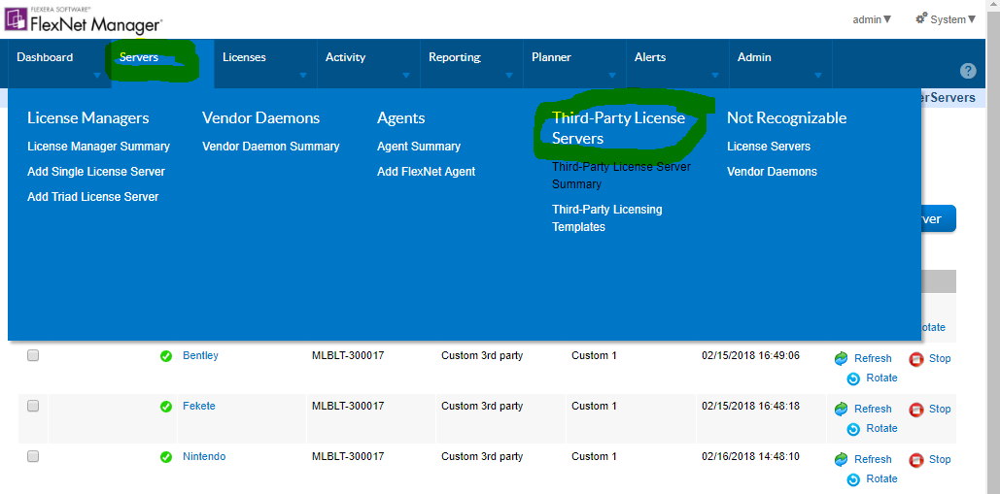 FLEXERA SOFTWARE
FlexNet Manager
admin▼ System▼
Dashboard Servers Licenses Activity Reporting Planner Alerts Admin
?
erServers
License Managers
License Manager Summary
Add Single License Server
Add Triad License Server
Vendor Daemons
Vendor Daemon Summary
Agents
Agent Summary
Add FlexNet Agent
Third-Party License
Servers
Third-Party License Server
Summary
Third-Party Licensing
Templates
Not Recognizable
License Servers
Vendor Daemons
ver
otate
Bentley MLBLT-300017 Custom 3rd party Custom 1 02/15/2018 16:49:06 Refresh Stop
Rotate
Fekete MLBLT-300017 Custom 3rd party Custom 1 02/15/2018 16:48:18 Refresh Stop
Rotate
Nintendo MLBLT-300017 Custom 3rd party Custom 1 02/16/2018 14:48:10 Refresh Stop
Rotate